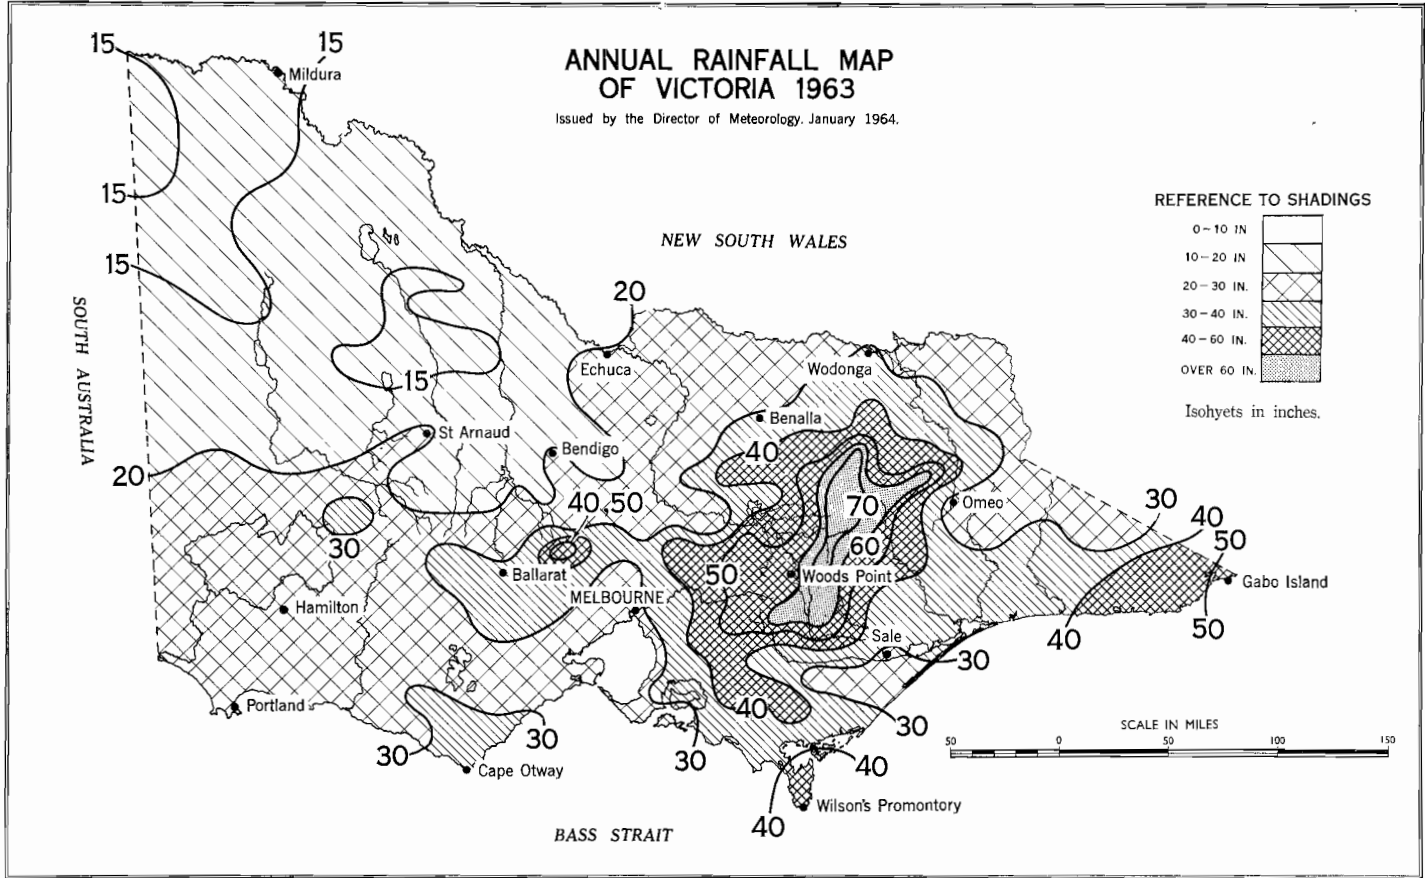 ANNUAL RAINFALL MAP
OF VICTORIA 1963
Issued by the Director of Meteorology. January 1964.
15
15
Mildura
15
REFERENCE TO SHADINGS
0-10 IN
10-20 IN
20-30 IN.
30-40 IN.
40-60 IN.
OVER 60 IN.
Isohyets in inches.
NEW SOUTH WALES
15
SOUTH AUSTRALIA
20
Echuca
Wodonga
15
Benalla
St Arnaud
Bendigo
40
20
40,50
70
Omeo
30
40
30
60
50
50
Ballarat
Woods Point
Gabo Island
MELBOURNE
Hamilton
50
40
Sale
30
Portland
40
30
30
30
30
SCALE IN MILES
50 0 50 100 150
Cape Otway
40
Wilson's Promontory
40
BASS STRAIT